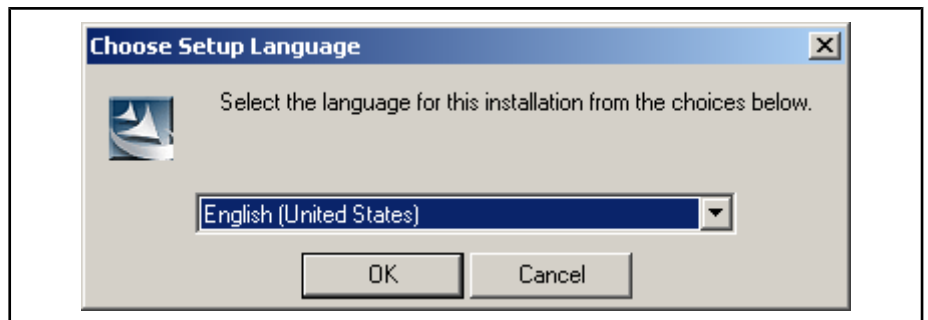 Choose Setup Language
Select the language for this installation from the choices below.
English (United States)
OK
Cancel